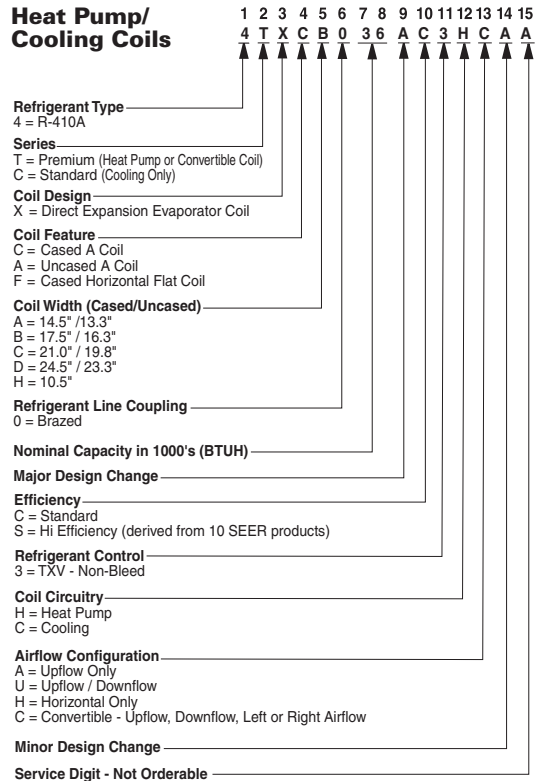 Heat Pump/
Cooling Coils
1 2 3 4 5 6 7 8 9 10 11 12 13 14 15
4 T X C B 0 3 6 A C 3 H C A A
Refrigerant Type
4 = R-410A
Series
T = Premium (Heat Pump or Convertible Coil)
C = Standard (Cooling Only)
Coil Design
X = Direct Expansion Evaporator Coil
Coil Feature
C = Cased A Coil
A = Uncased A Coil
F = Cased Horizontal Flat Coil
Coil Width (Cased/Uncased)
A = 14.5" /13.3"
B = 17.5" / 16.3"
C = 21.0" / 19.8"
D = 24.5" / 23.3"
H = 10.5"
Refrigerant Line Coupling
0 = Brazed
Nominal Capacity in 1000's (BTUH)
Major Design Change
Efficiency
C = Standard
S = Hi Efficiency (derived from 10 SEER products)
Refrigerant Control
3 = TXV - Non-Bleed
Coil Circuitry
H = Heat Pump
C = Cooling
Airflow Configuration
A = Upflow Only
U = Upflow / Downflow
H = Horizontal Only
C = Convertible - Upflow, Downflow, Left or Right Airflow
Minor Design Change
Service Digit - Not Orderable